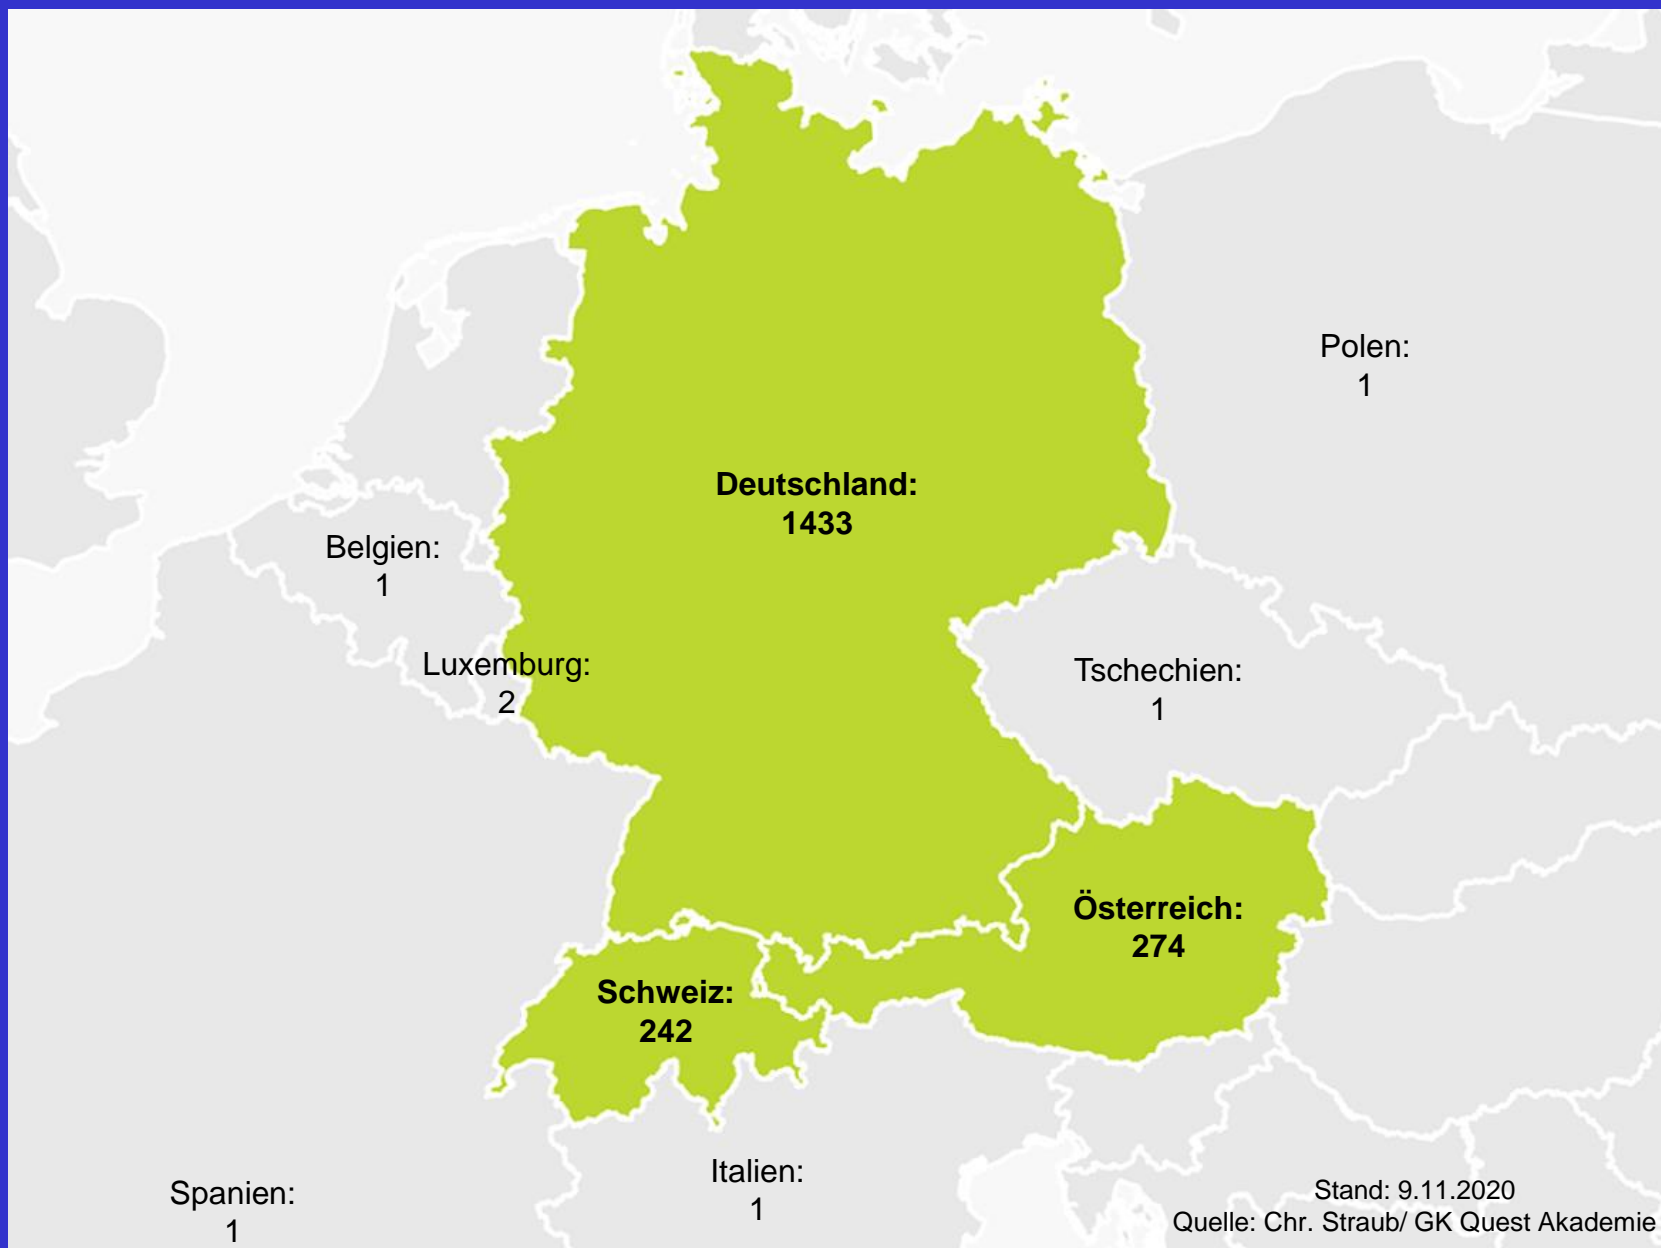 Polen:
1
Deutschland:
1433
Belgien:
1
Luxemburg:
2
Tschechien:
1
Österreich:
274
Schweiz:
242
Italien:
1
Spanien:
1
Stand: 9.11.2020
Quelle: Chr. Straub/ GK Quest Akademie